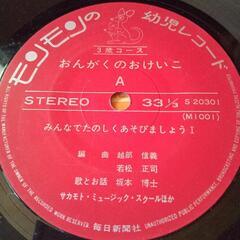 モンモンの幼児レコード
3歳コース
おんがくのおけいこ
A
STEREO 33⅓ S 20301
(M1001)
みんなでたのしくあそびましょう I
編曲 越部 信義
若松 正司
歌とお話 坂本 博士
サカモト・ミュージック・スクールほか
毎日新聞社